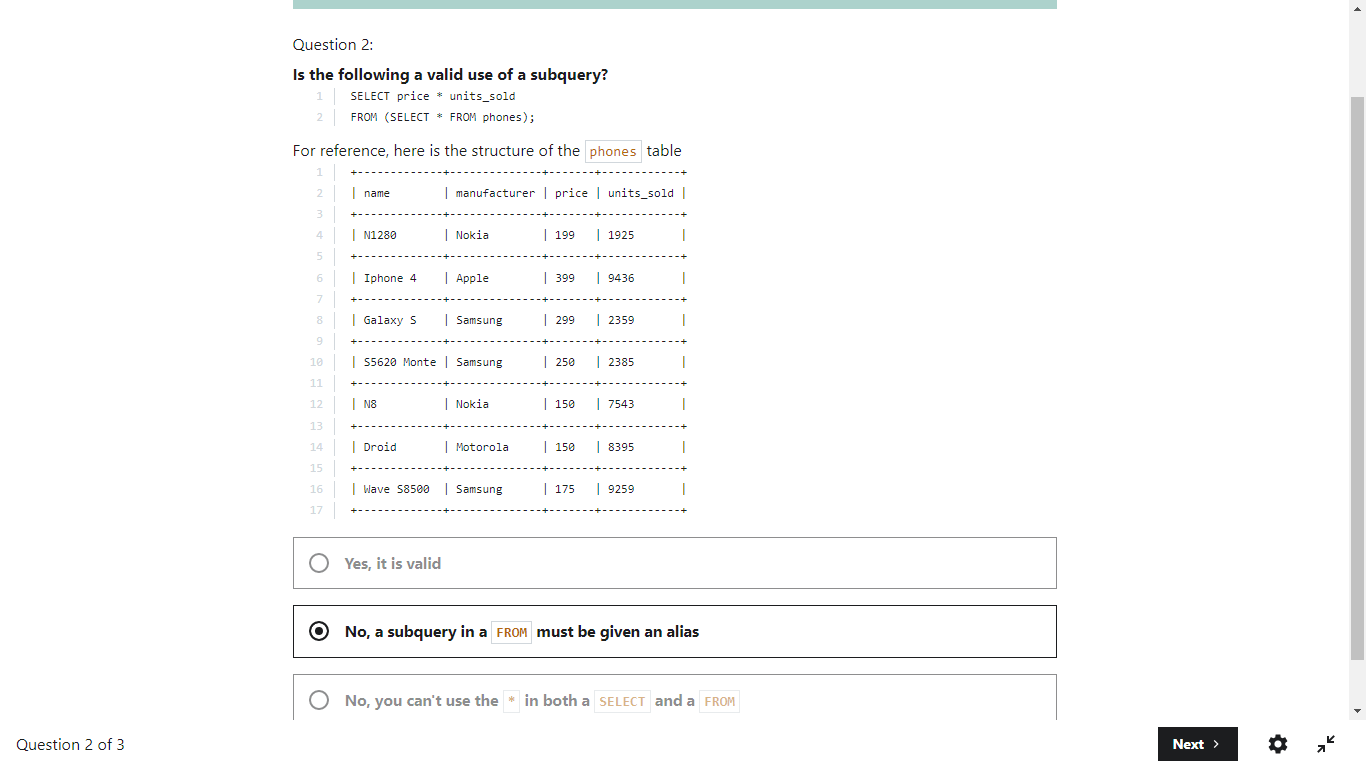 Question 2:
Is the following a valid use of a subquery?
1 SELECT price * units_sold
2 FROM (SELECT * FROM phones);
For reference, here is the structure of the phones table
1 +-------------+--------------+-------+------------+
2 | name        | manufacturer | price | units_sold |
3 +-------------+--------------+-------+------------+
4 | N1280       | Nokia        | 199   | 1925       |
5 +-------------+--------------+-------+------------+
6 | Iphone 4    | Apple        | 399   | 9436       |
7 +-------------+--------------+-------+------------+
8 | Galaxy S    | Samsung      | 299   | 2359       |
9 +-------------+--------------+-------+------------+
10 | S5620 Monte | Samsung      | 250   | 2385       |
11 +-------------+--------------+-------+------------+
12 | N8          | Nokia        | 150   | 7543       |
13 +-------------+--------------+-------+------------+
14 | Droid       | Motorola     | 150   | 8395       |
15 +-------------+--------------+-------+------------+
16 | Wave S8500  | Samsung      | 175   | 9259       |
17 +-------------+--------------+-------+------------+
Yes, it is valid
No, a subquery in a FROM must be given an alias
No, you can't use the * in both a SELECT and a FROM
Question 2 of 3
Next >